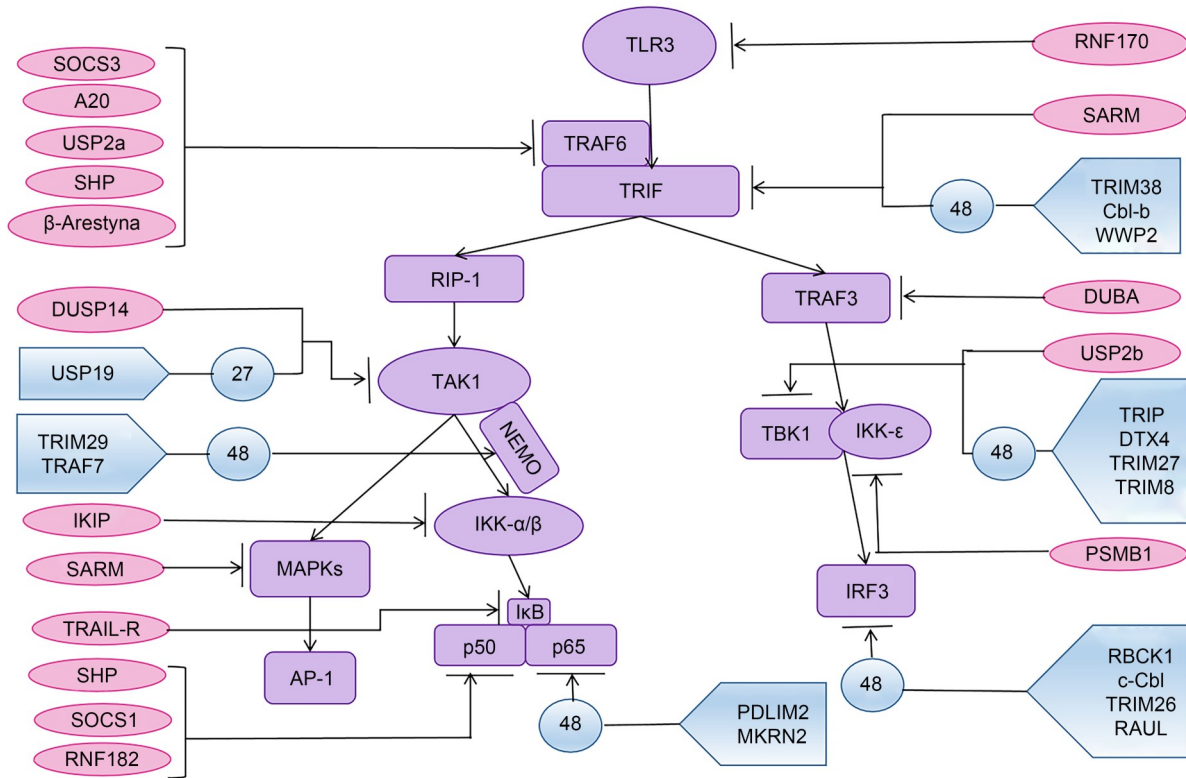 TLR3
RNF170
SOCS3
A20
USP2a
SHP
β-Arestyna
TRAF6
TRIF
SARM
48
TRIM38
Cbl-b
WWP2
RIP-1
TRAF3
DUBA
DUSP14
USP19
27
TAK1
NEMO
USP2b
TBK1
IKK-ε
48
TRIP
DTX4
TRIM27
TRIM8
TRIM29
TRAF7
48
IKIP
IKK-α/β
SARM
MAPKs
PSMB1
IRF3
TRAIL-R
IκB
p50
p65
AP-1
SHP
SOCS1
RNF182
48
PDLIM2
MKRN2
48
RBCK1
c-Cbl
TRIM26
RAUL